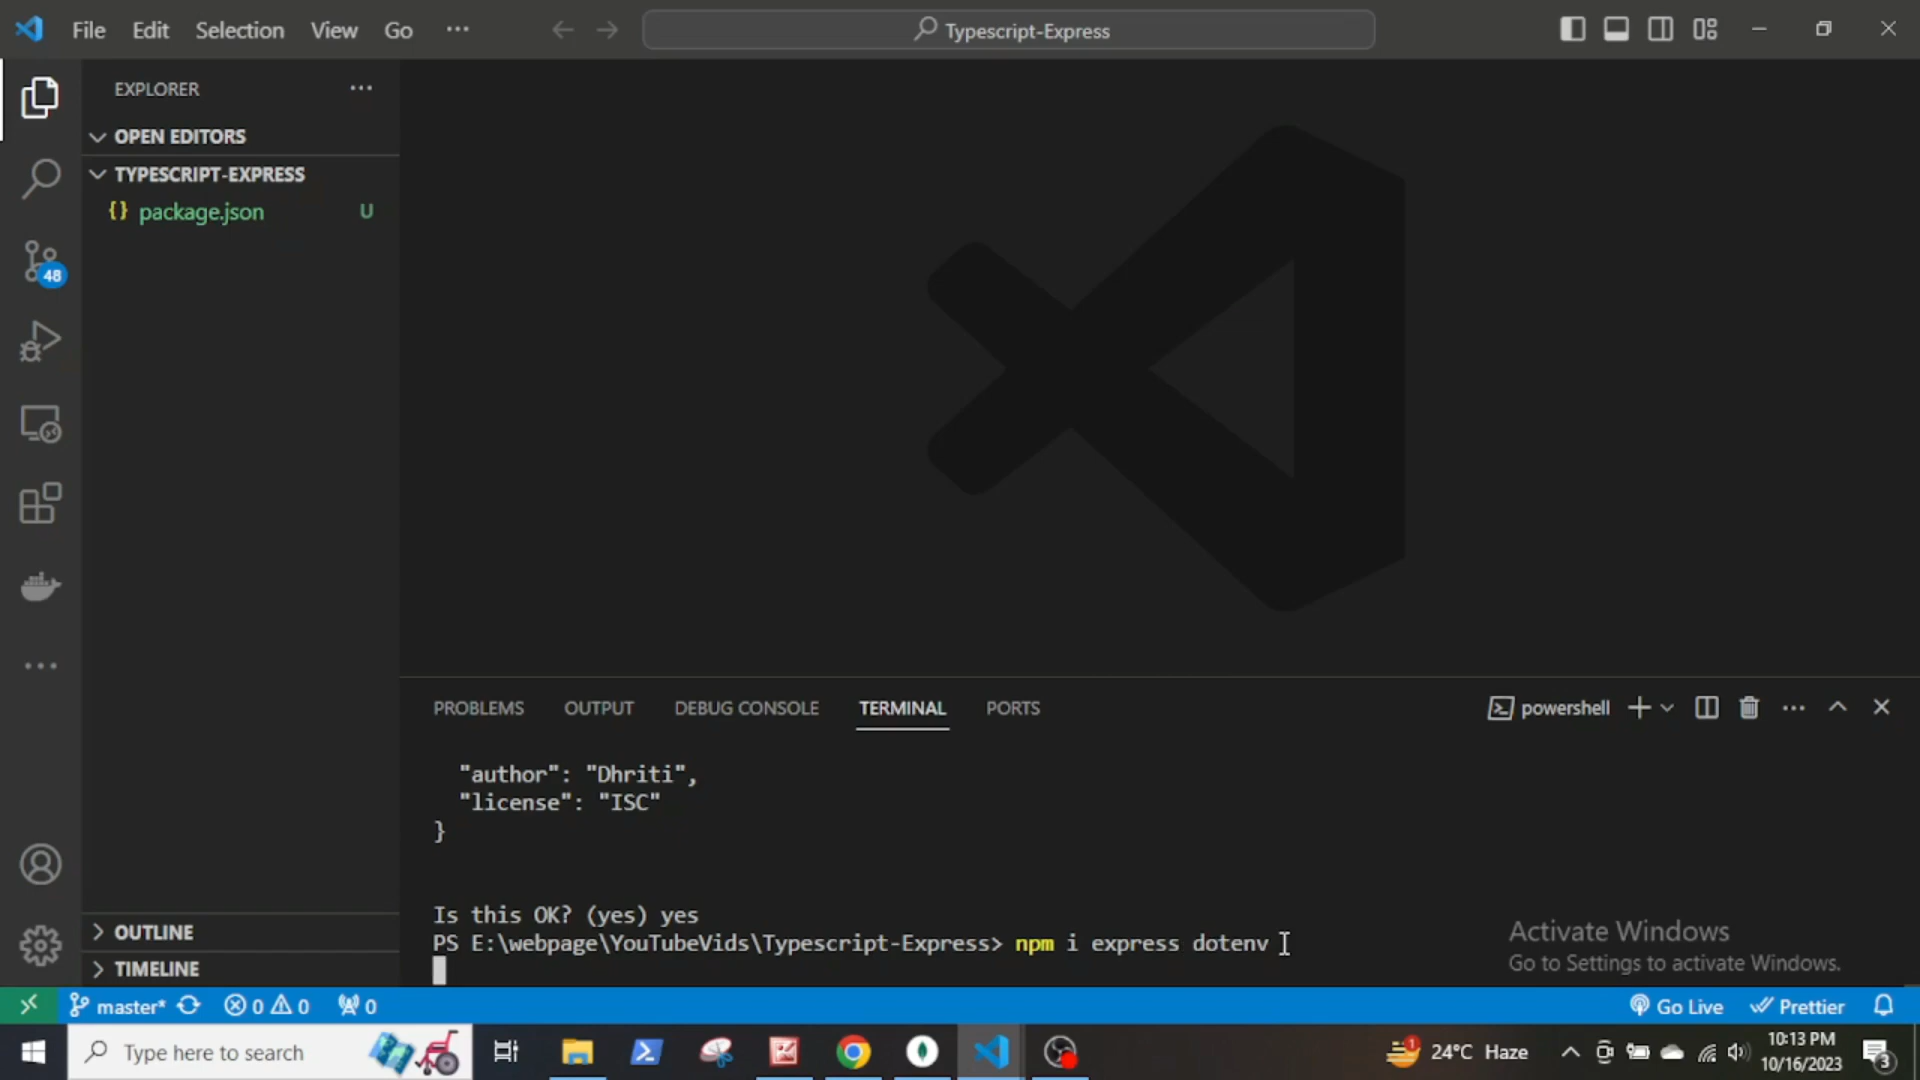 File Edit Selection View Go ... Typescript-Express
EXPLORER ...
OPEN EDITORS
TYPESCRIPT-EXPRESS
{} package.json U
48
PROBLEMS OUTPUT DEBUG CONSOLE TERMINAL PORTS powershell ...
"author": "Dhriti",
"license": "ISC"
}
Is this OK? (yes) yes
PS E:\webpage\YouTubeVids\Typescript-Express> npm i express dotenv
Activate Windows
Go to Settings to activate Windows.
OUTLINE
TIMELINE
master* 0 0 0 Go Live Prettier
Type here to search 1 24°C Haze 10:13 PM
10/16/2023 3